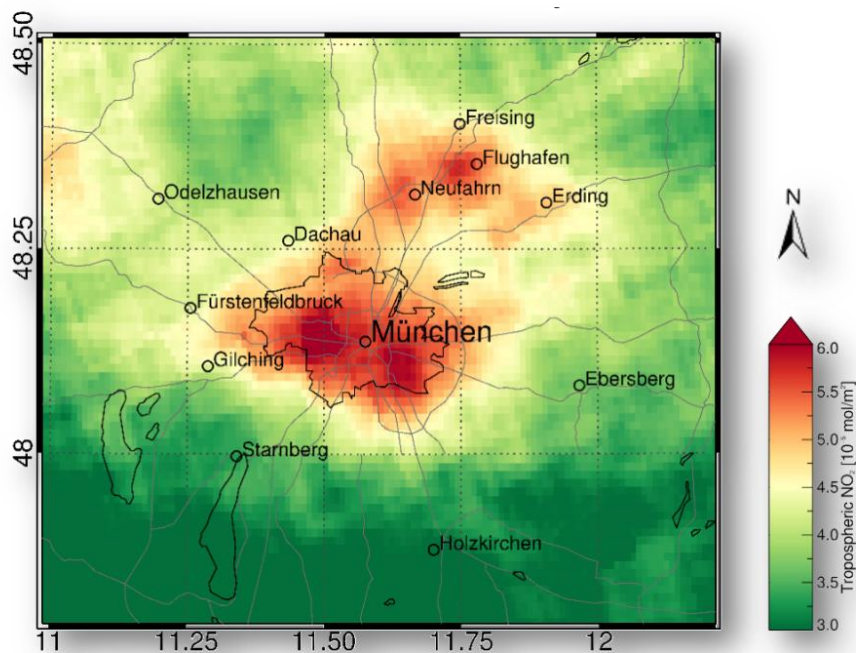 48.50
Freising
Flughafen
Odelzhausen
Neufahrn
Erding
N
Dachau
48.25
Fürstenfeldbruck
München
6.0
Gilching
Ebersberg
5.5
5.0
48
Starnberg
4.5
4.0
Holzkirchen
3.5
3.0
Tropospheric NO₂ [10⁻⁵ mol/m²]
11 11.25 11.50 11.75 12